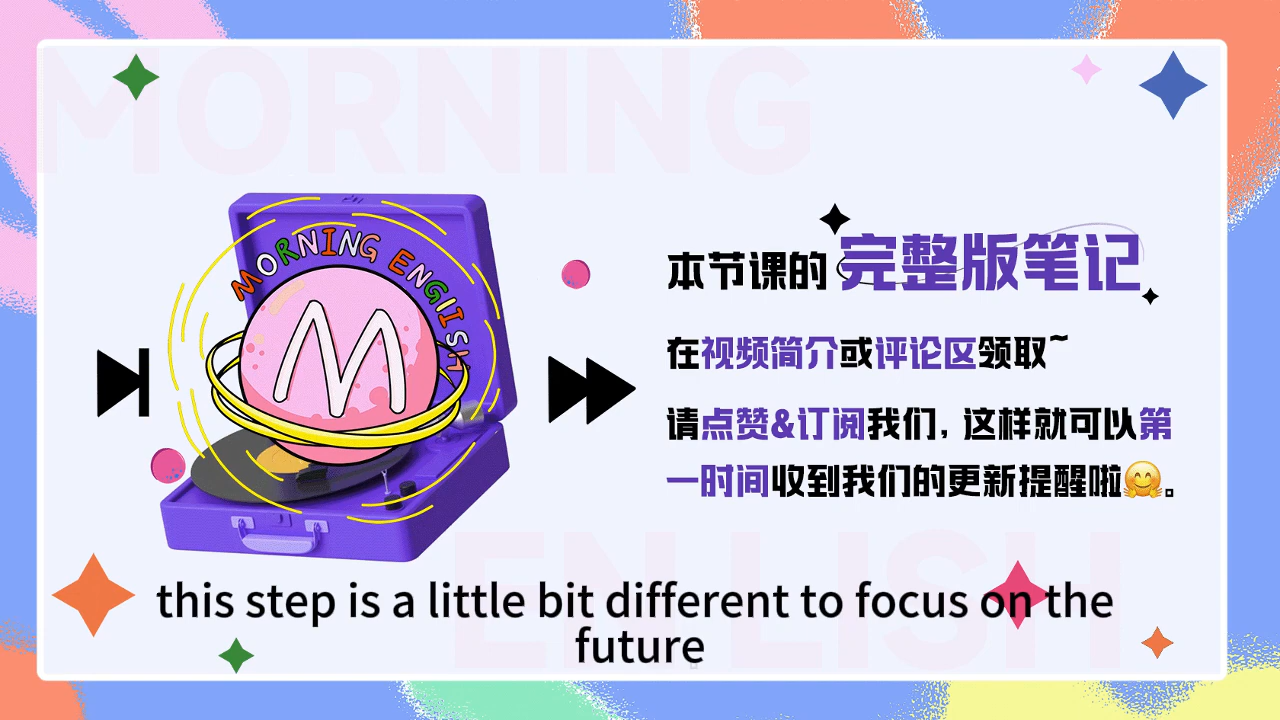 MORNING
MORNING ENGLISH
M
本节课的 完整版笔记
在视频简介或评论区领取~
请点赞&订阅我们,这样就可以第
一时间收到我们的更新提醒啦🤗。
ENLISH
this step is a little bit different to focus on the
future